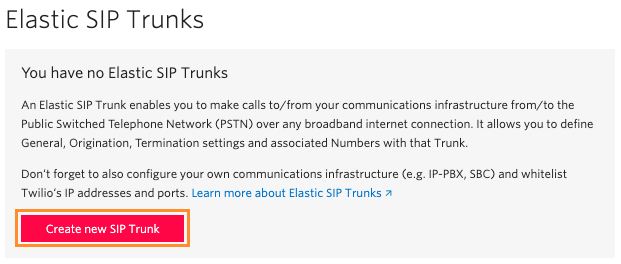 Elastic SIP Trunks
You have no Elastic SIP Trunks
An Elastic SIP Trunk enables you to make calls to/from your communications infrastructure from/to the
Public Switched Telephone Network (PSTN) over any broadband internet connection. It allows you to define
General, Origination, Termination settings and associated Numbers with that Trunk.
Don't forget to also configure your own communications infrastructure (e.g. IP-PBX, SBC) and whitelist
Twilio's IP addresses and ports. Learn more about Elastic SIP Trunks ↗
Create new SIP Trunk